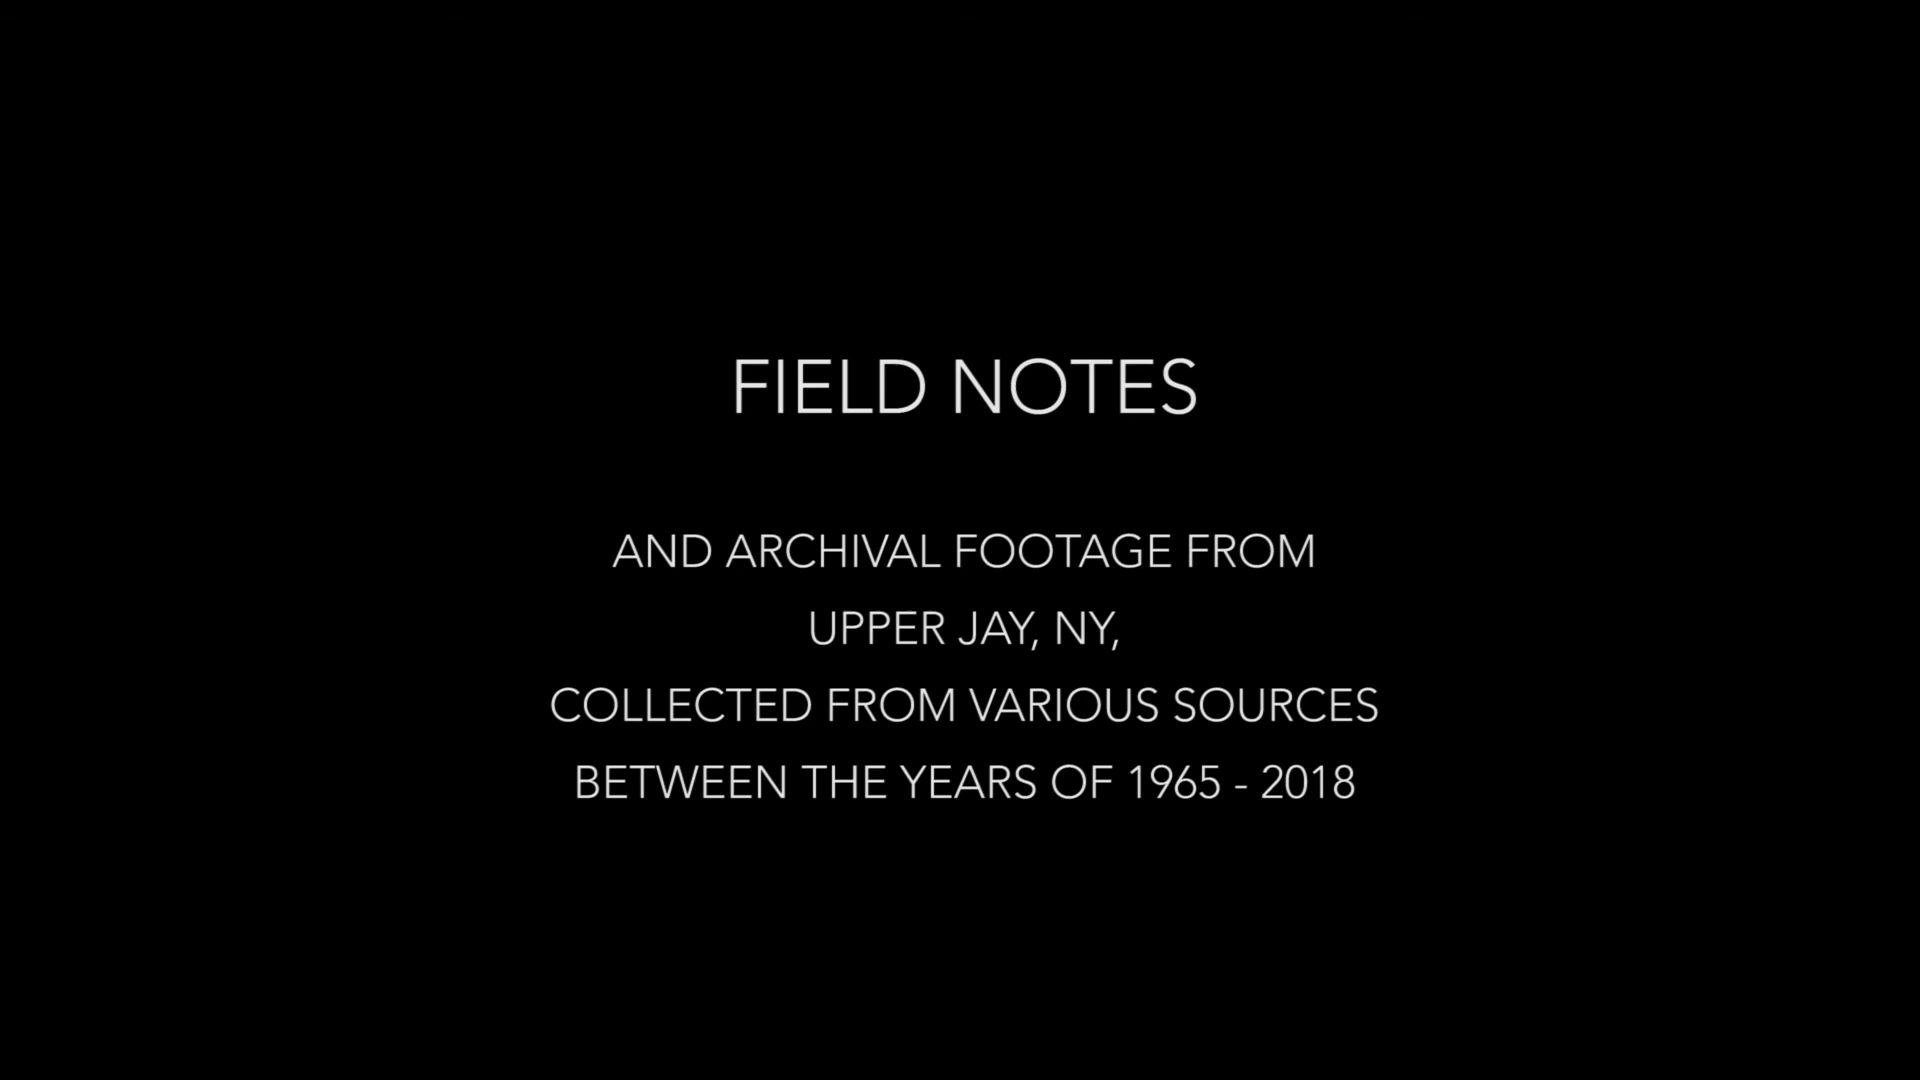 FIELD NOTES
AND ARCHIVAL FOOTAGE FROM
UPPER JAY, NY,
COLLECTED FROM VARIOUS SOURCES
BETWEEN THE YEARS OF 1965 - 2018